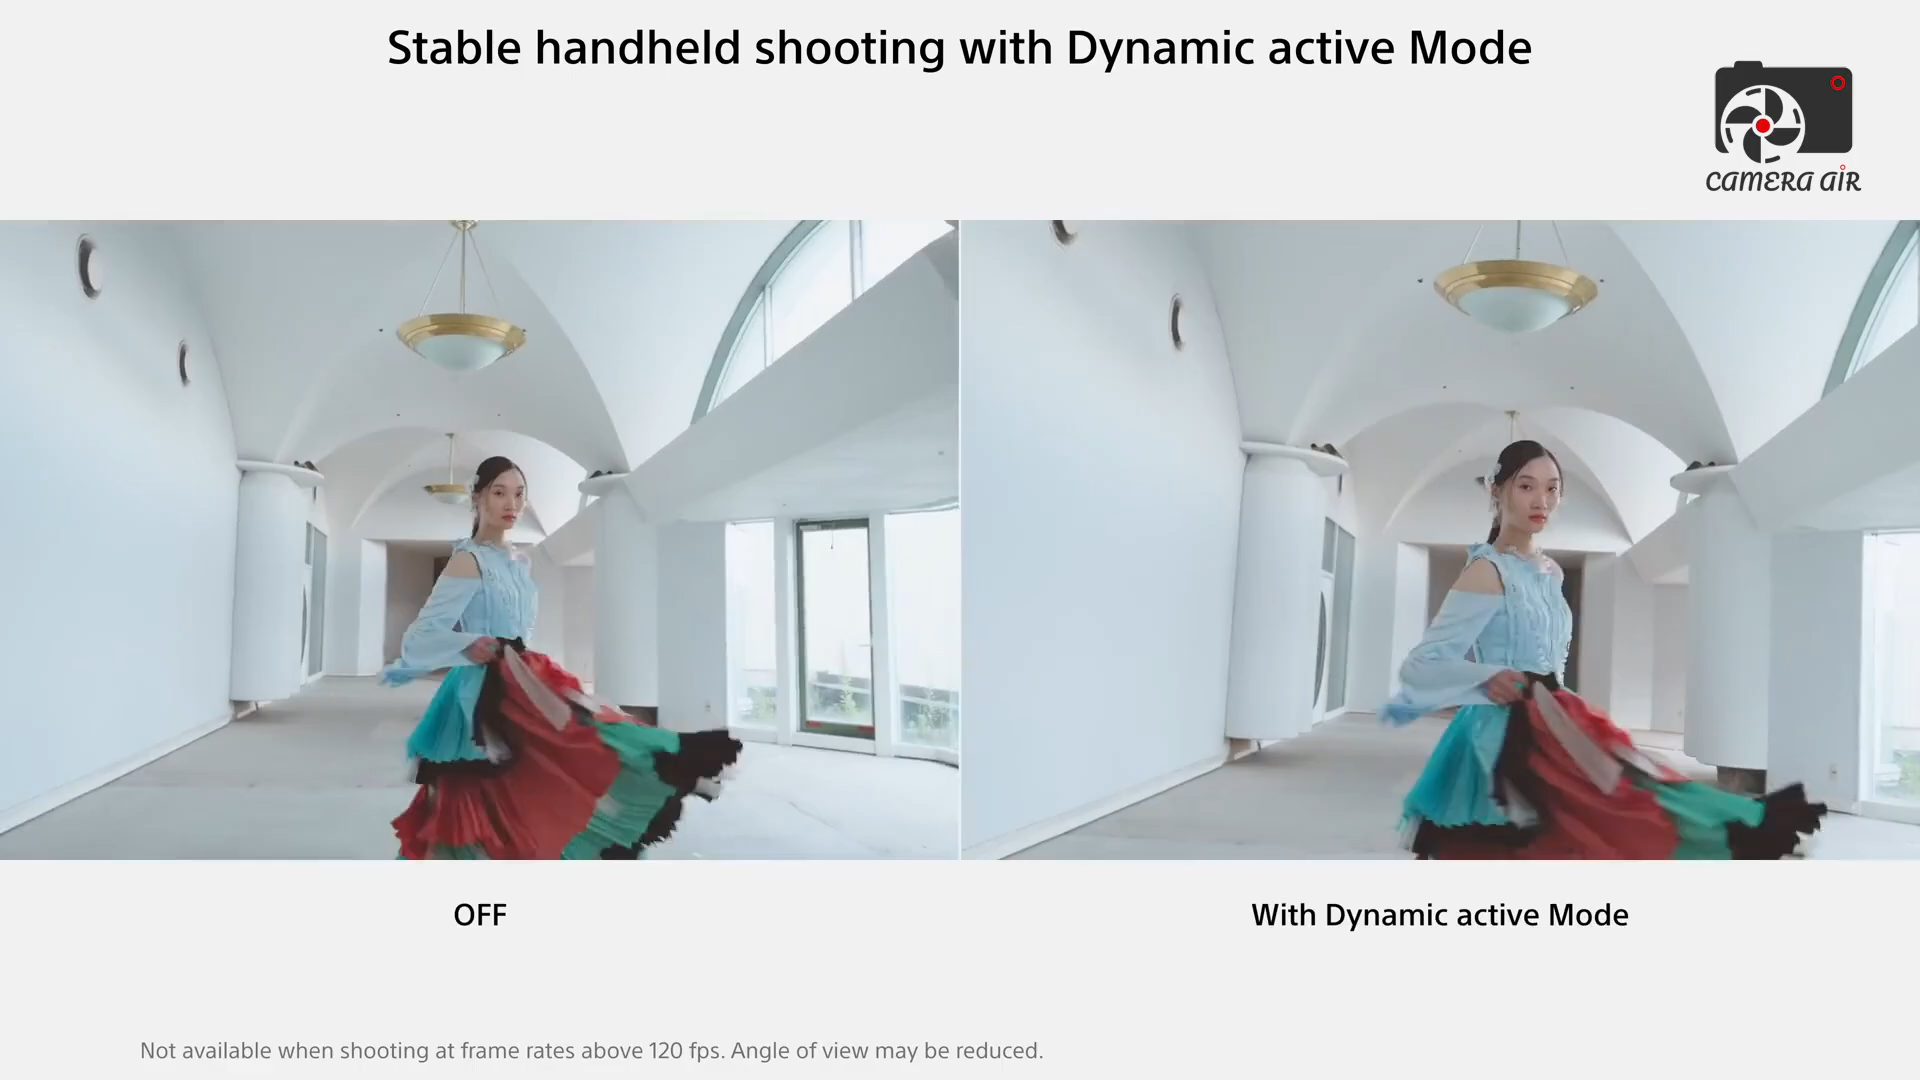 Stable handheld shooting with Dynamic active Mode
CAMERA AIR
OFF
With Dynamic active Mode
Not available when shooting at frame rates above 120 fps. Angle of view may be reduced.